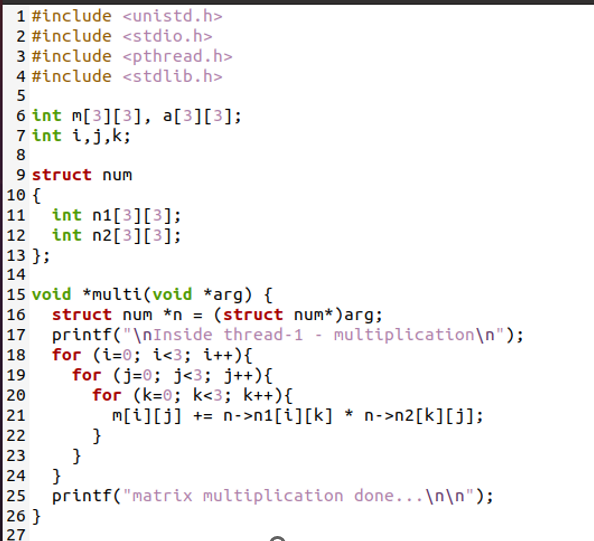 1 #include <unistd.h>
2 #include <stdio.h>
3 #include <pthread.h>
4 #include <stdlib.h>
5
6 int m[3][3], a[3][3];
7 int i,j,k;
8
9 struct num
10 {
11   int n1[3][3];
12   int n2[3][3];
13 };
14
15 void *multi(void *arg) {
16   struct num *n = (struct num*)arg;
17   printf("\nInside thread-1 - multiplication\n");
18   for (i=0; i<3; i++){
19     for (j=0; j<3; j++){
20       for (k=0; k<3; k++){
21         m[i][j] += n->n1[i][k] * n->n2[k][j];
22       }
23     }
24   }
25   printf("matrix multiplication done...\n\n");
26 }
27